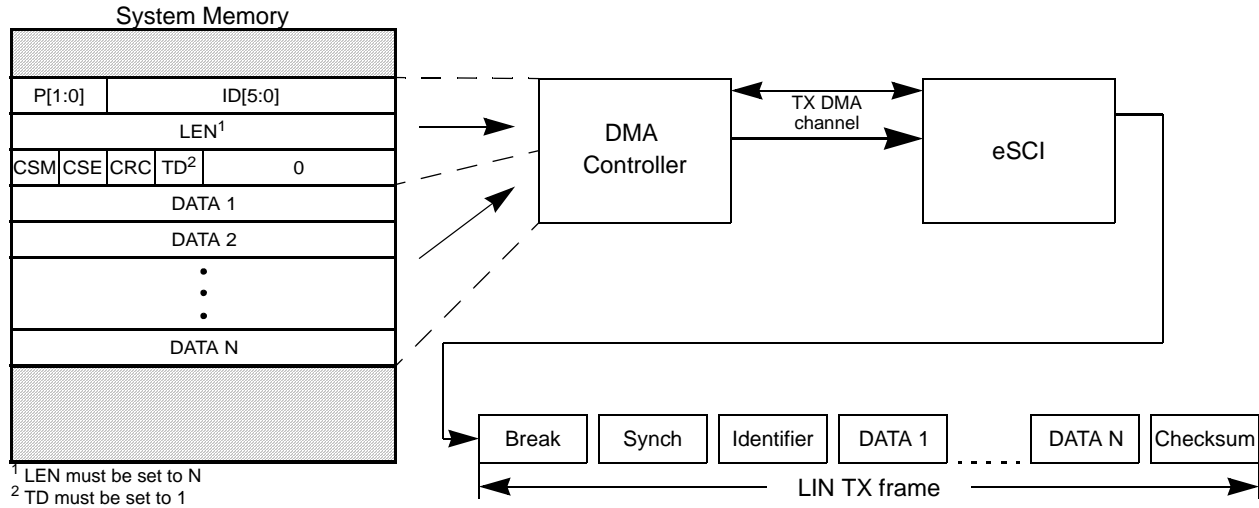 System Memory
P[1:0] ID[5:0]
LEN1
CSM CSE CRC TD2 0
DATA 1
DATA 2
DATA N
DMA
Controller
TX DMA
channel
eSCI
Break Synch Identifier DATA 1 DATA N Checksum
LIN TX frame
1 LEN must be set to N
2 TD must be set to 1